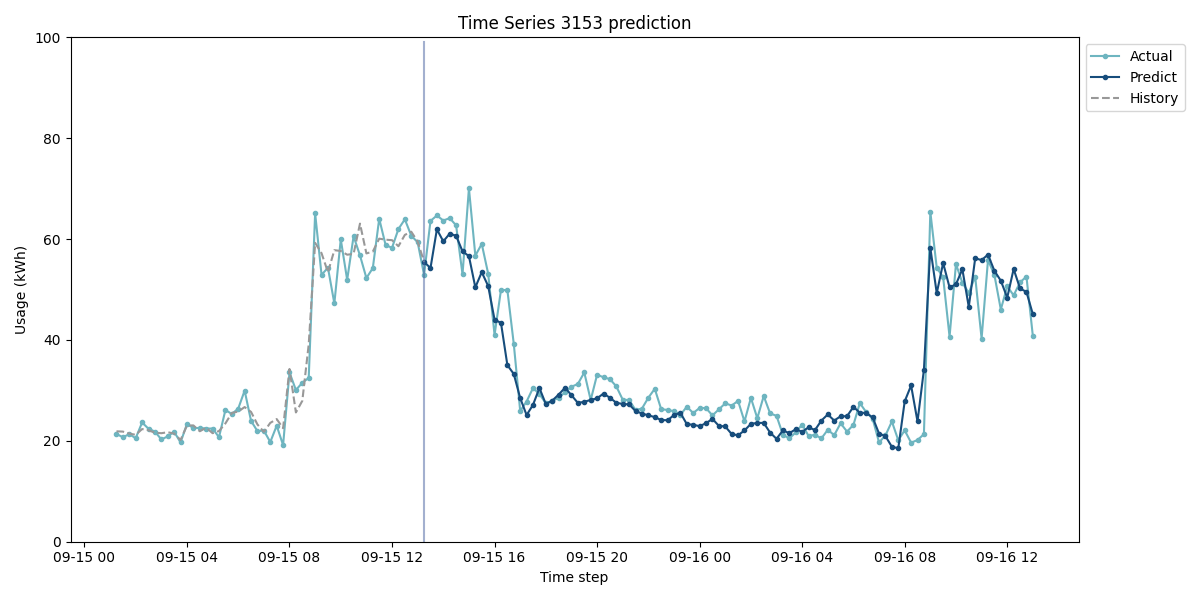 Time Series 3153 prediction
Actual
Predict
History
Usage (kWh)
100
80
60
40
20
0
09-15 00
09-15 04
09-15 08
09-15 12
09-15 16
09-15 20
09-16 00
09-16 04
09-16 08
09-16 12
Time step